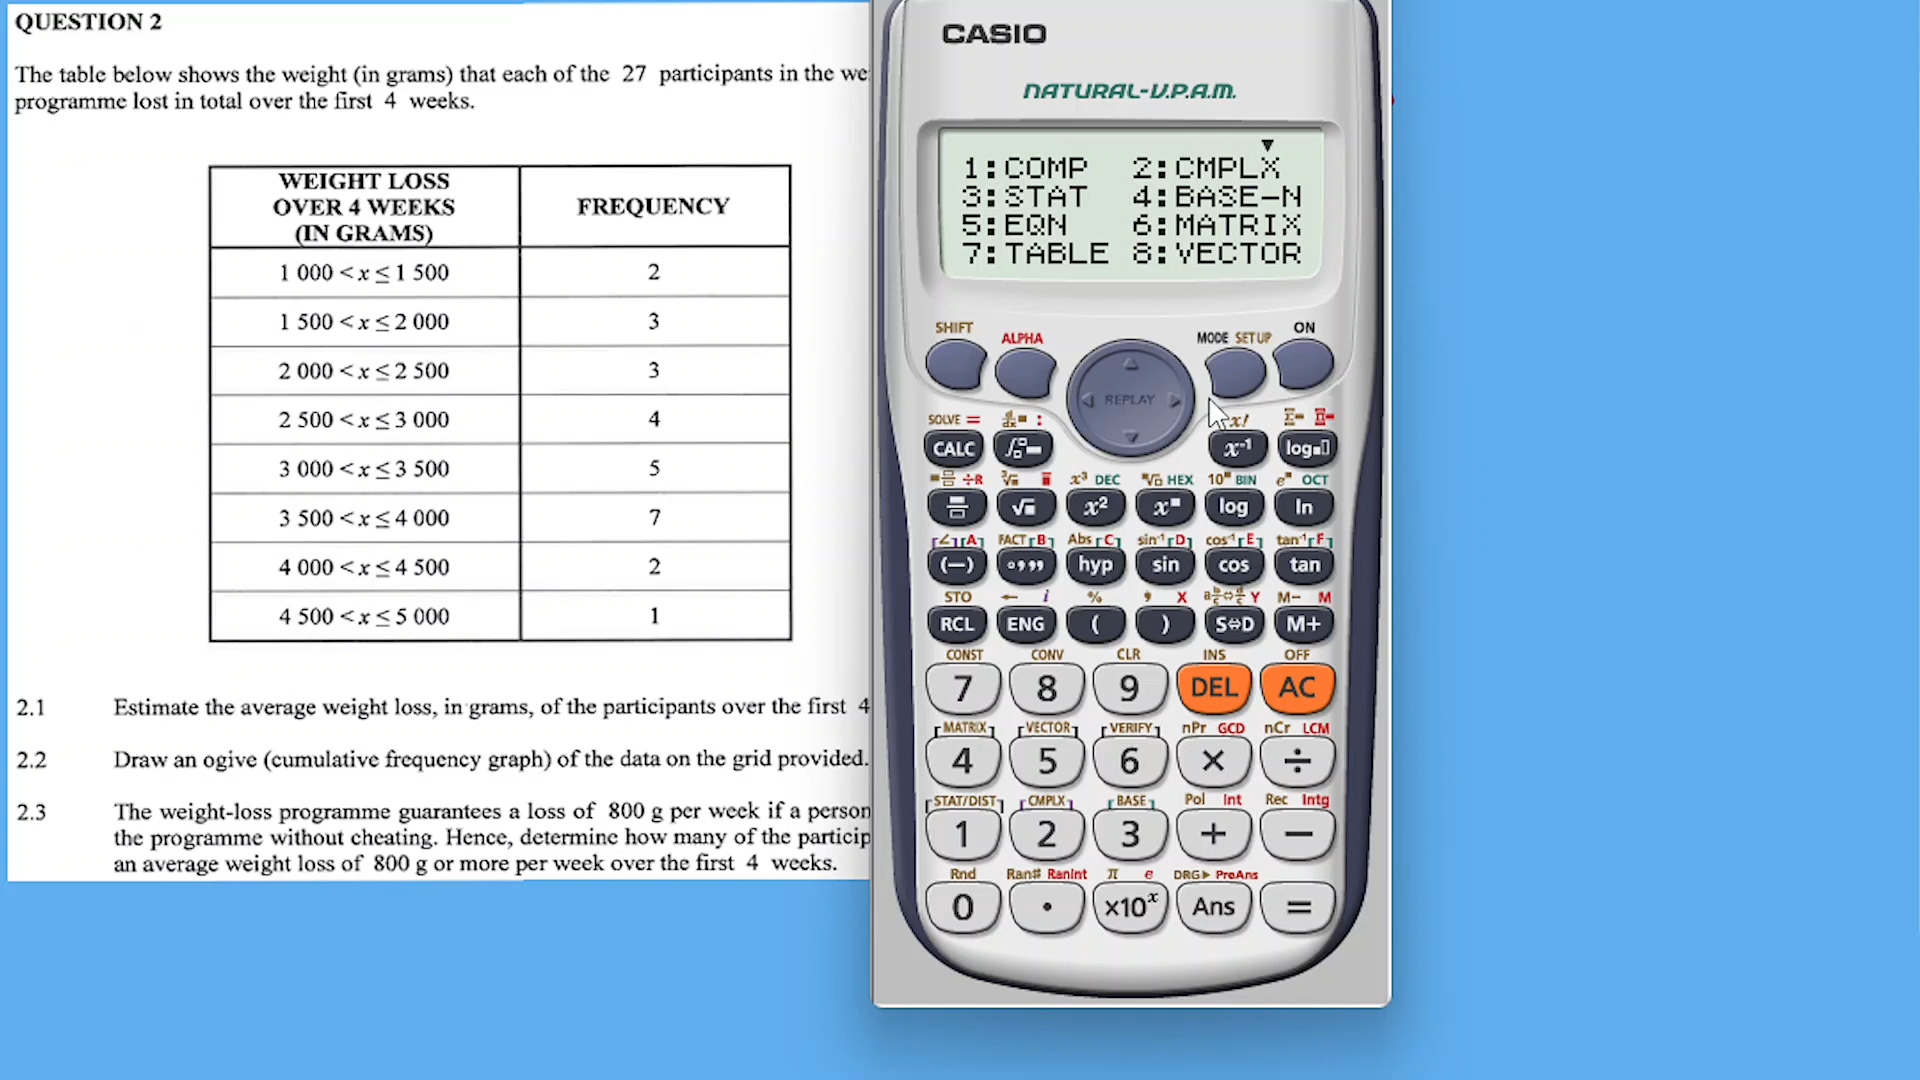 QUESTION 2
The table below shows the weight (in grams) that each of the 27 participants in the we
programme lost in total over the first 4 weeks.
WEIGHT LOSS
OVER 4 WEEKS
(IN GRAMS)
FREQUENCY
1 000 < x ≤ 1 500 2
1 500 < x ≤ 2 000 3
2 000 < x ≤ 2 500 3
2 500 < x ≤ 3 000 4
3 000 < x ≤ 3 500 5
3 500 < x ≤ 4 000 7
4 000 < x ≤ 4 500 2
4 500 < x ≤ 5 000 1
2.1 Estimate the average weight loss, in grams, of the participants over the first 4
2.2 Draw an ogive (cumulative frequency graph) of the data on the grid provided.
2.3 The weight-loss programme guarantees a loss of 800 g per week if a person
the programme without cheating. Hence, determine how many of the particip
an average weight loss of 800 g or more per week over the first 4 weeks.
CASIO
NATURAL-V.P.A.M.
1:COMP 2:CMPLX
3:STAT 4:BASE-N
5:EQN 6:MATRIX
7:TABLE 8:VECTOR
SHIFT ALPHA MODE SETUP ON
REPLAY
SOLVE = : x! 
CALC x⁻¹ log
÷R x³ DEC HEX 10 BIN e OCT
√ x² x log ln
∠ A FACT B Abs C sin⁻¹ D cos⁻¹ E tan⁻¹ F
(−) hyp sin cos tan
STO ← i % , X Y M− M
RCL ENG ( ) S⇔D M+
CONST CONV CLR INS OFF
7 8 9 DEL AC
MATRIX VECTOR VERIFY nPr GCD nCr LCM
4 5 6 × ÷
STAT/DIST CMPLX BASE Pol Int Rec Intg
1 2 3 + −
Rnd Ran# RanInt π e DRG▶ PreAns
0 . ×10ˣ Ans =